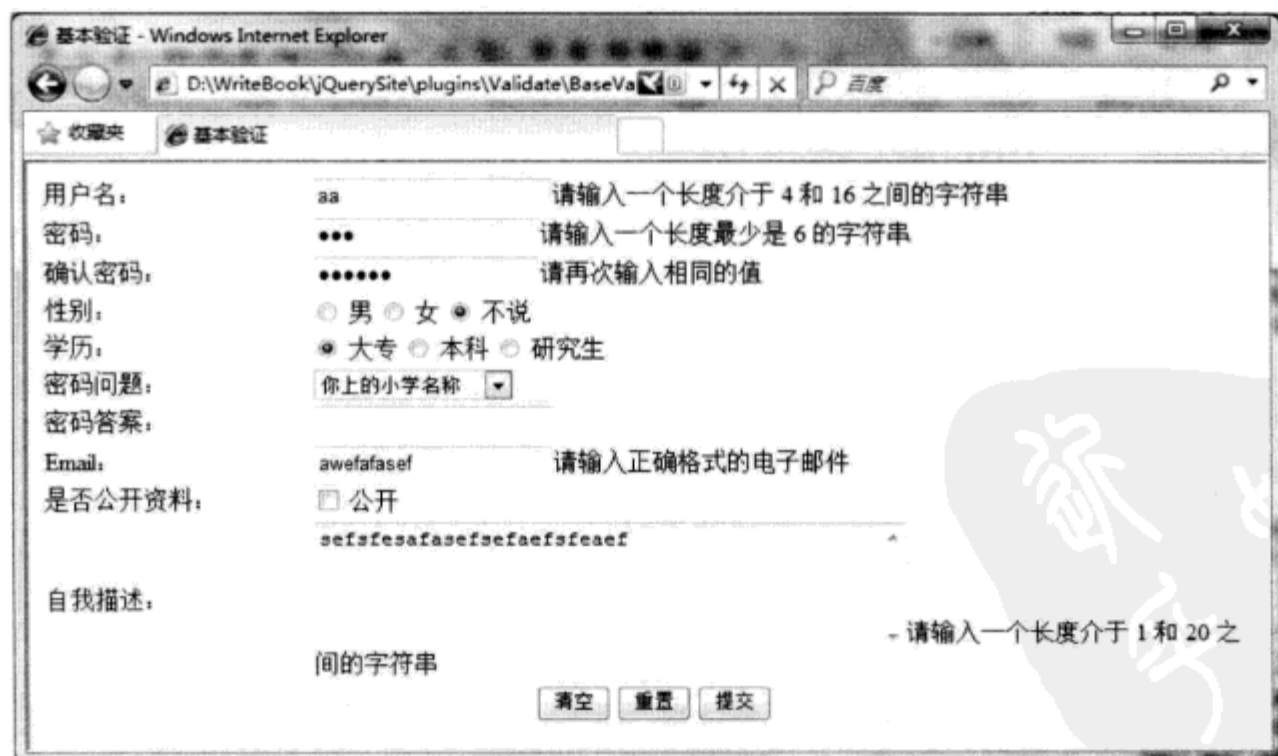 基本验证 - Windows Internet Explorer
D:\WriteBook\jQuerySite\plugins\Validate\BaseVa
百度
收藏夹 基本验证
用户名： aa 请输入一个长度介于 4 和 16 之间的字符串
密码： ●●● 请输入一个长度最少是 6 的字符串
确认密码： ●●●●●● 请再次输入相同的值
性别： 男 女 不说
学历： 大专 本科 研究生
密码问题： 你上的小学名称
密码答案：
Email： awefafasef 请输入正确格式的电子邮件
是否公开资料： 公开
sefsfesafasefsefaefsfeaef
自我描述：
请输入一个长度介于 1 和 20 之
间的字符串
清空 重置 提交